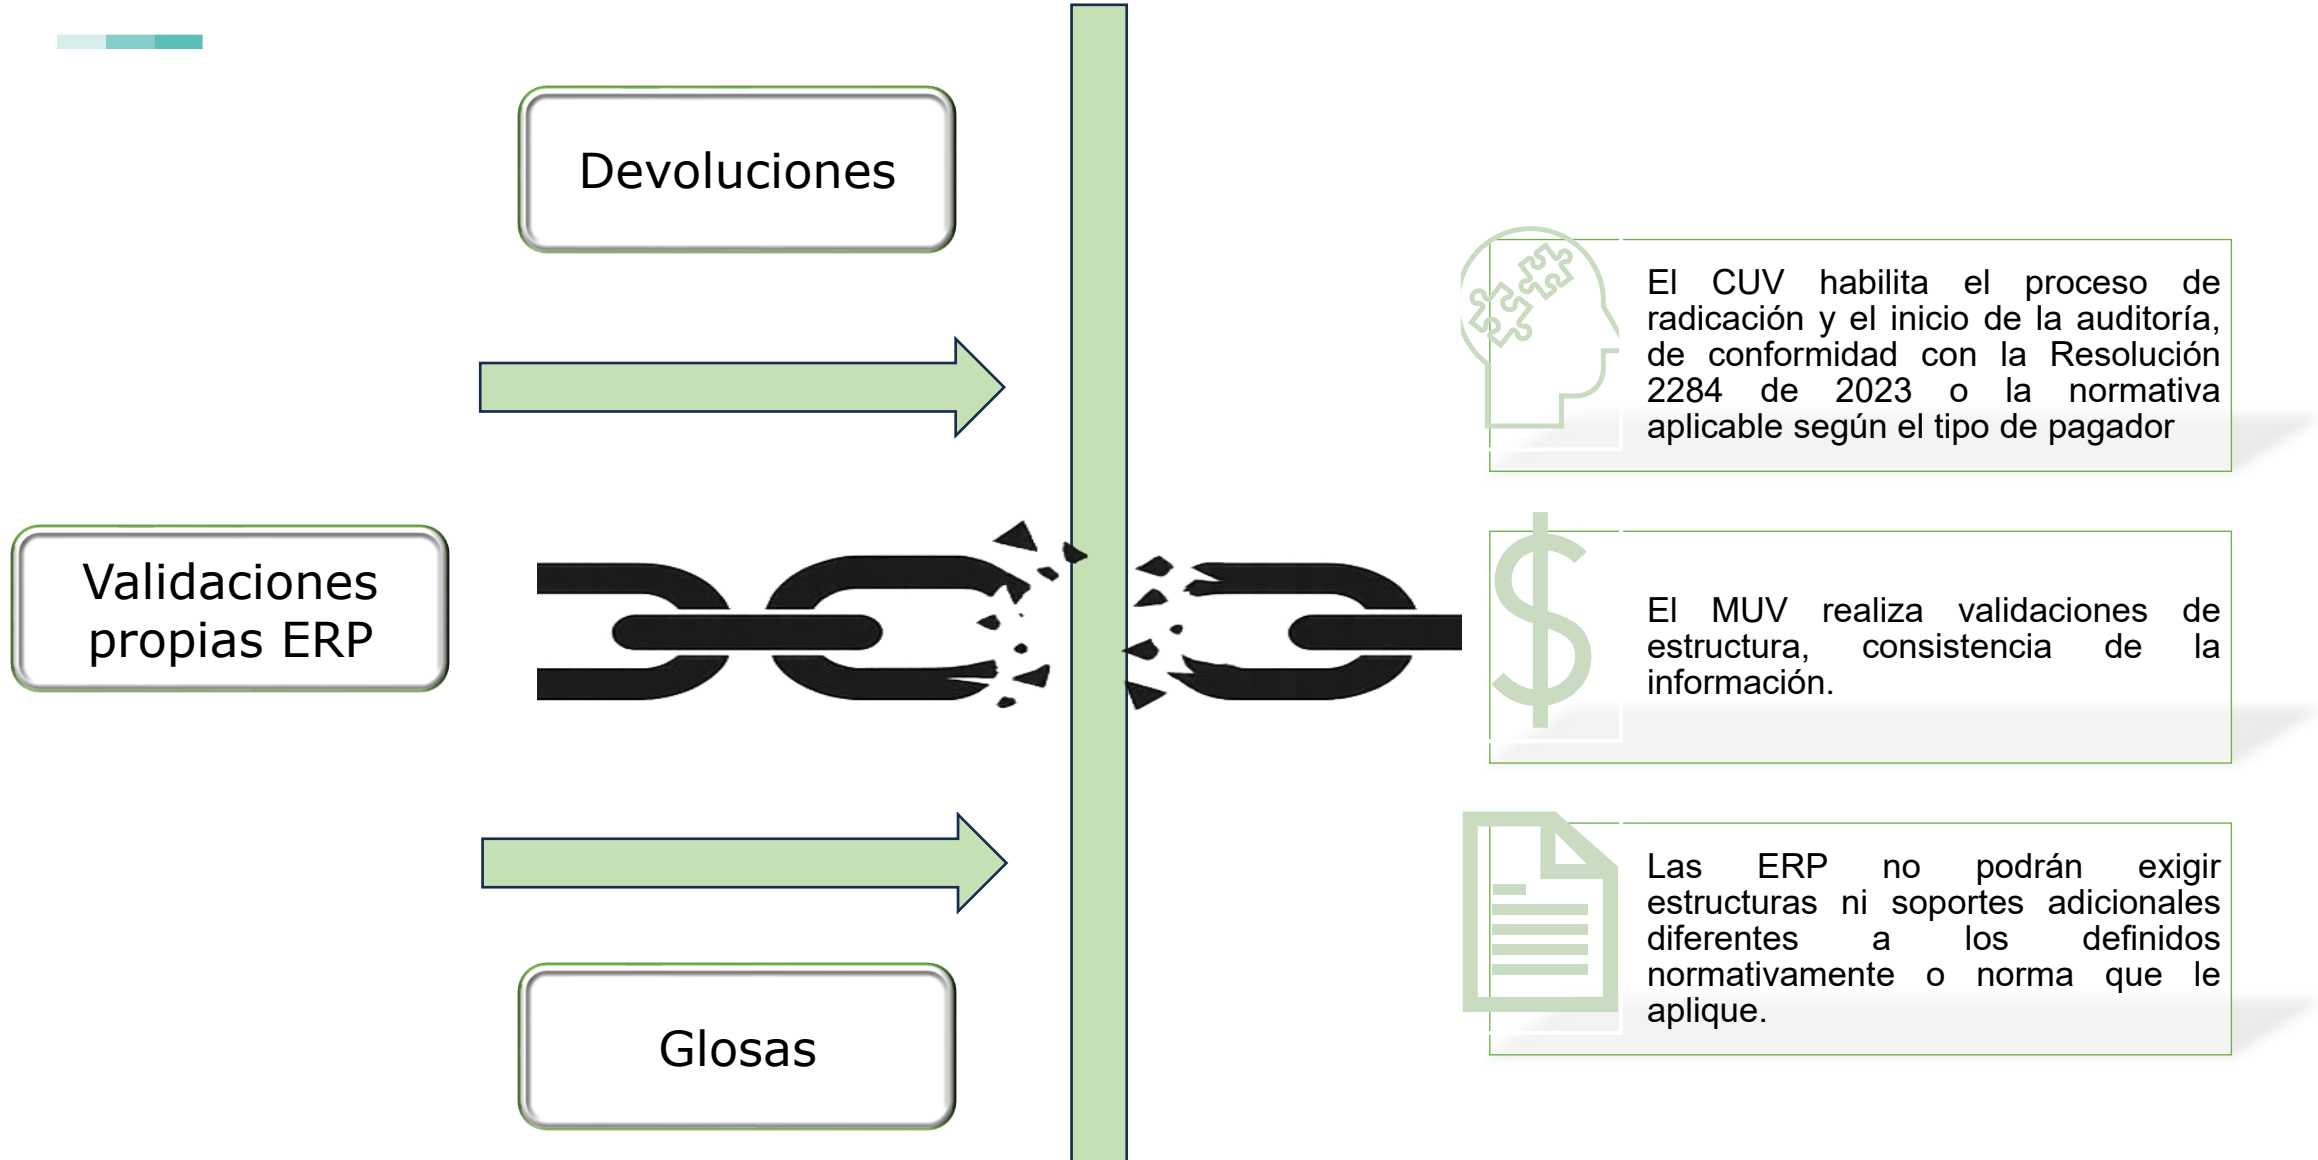 Devoluciones
Validaciones
propias ERP
Glosas
El CUV habilita el proceso de
radicación y el inicio de la auditoría,
de conformidad con la Resolución
2284 de 2023 o la normativa
aplicable según el tipo de pagador
El MUV realiza validaciones de
estructura, consistencia de la
información.
Las ERP no podrán exigir
estructuras ni soportes adicionales
diferentes a los definidos
normativamente o norma que le
aplique.